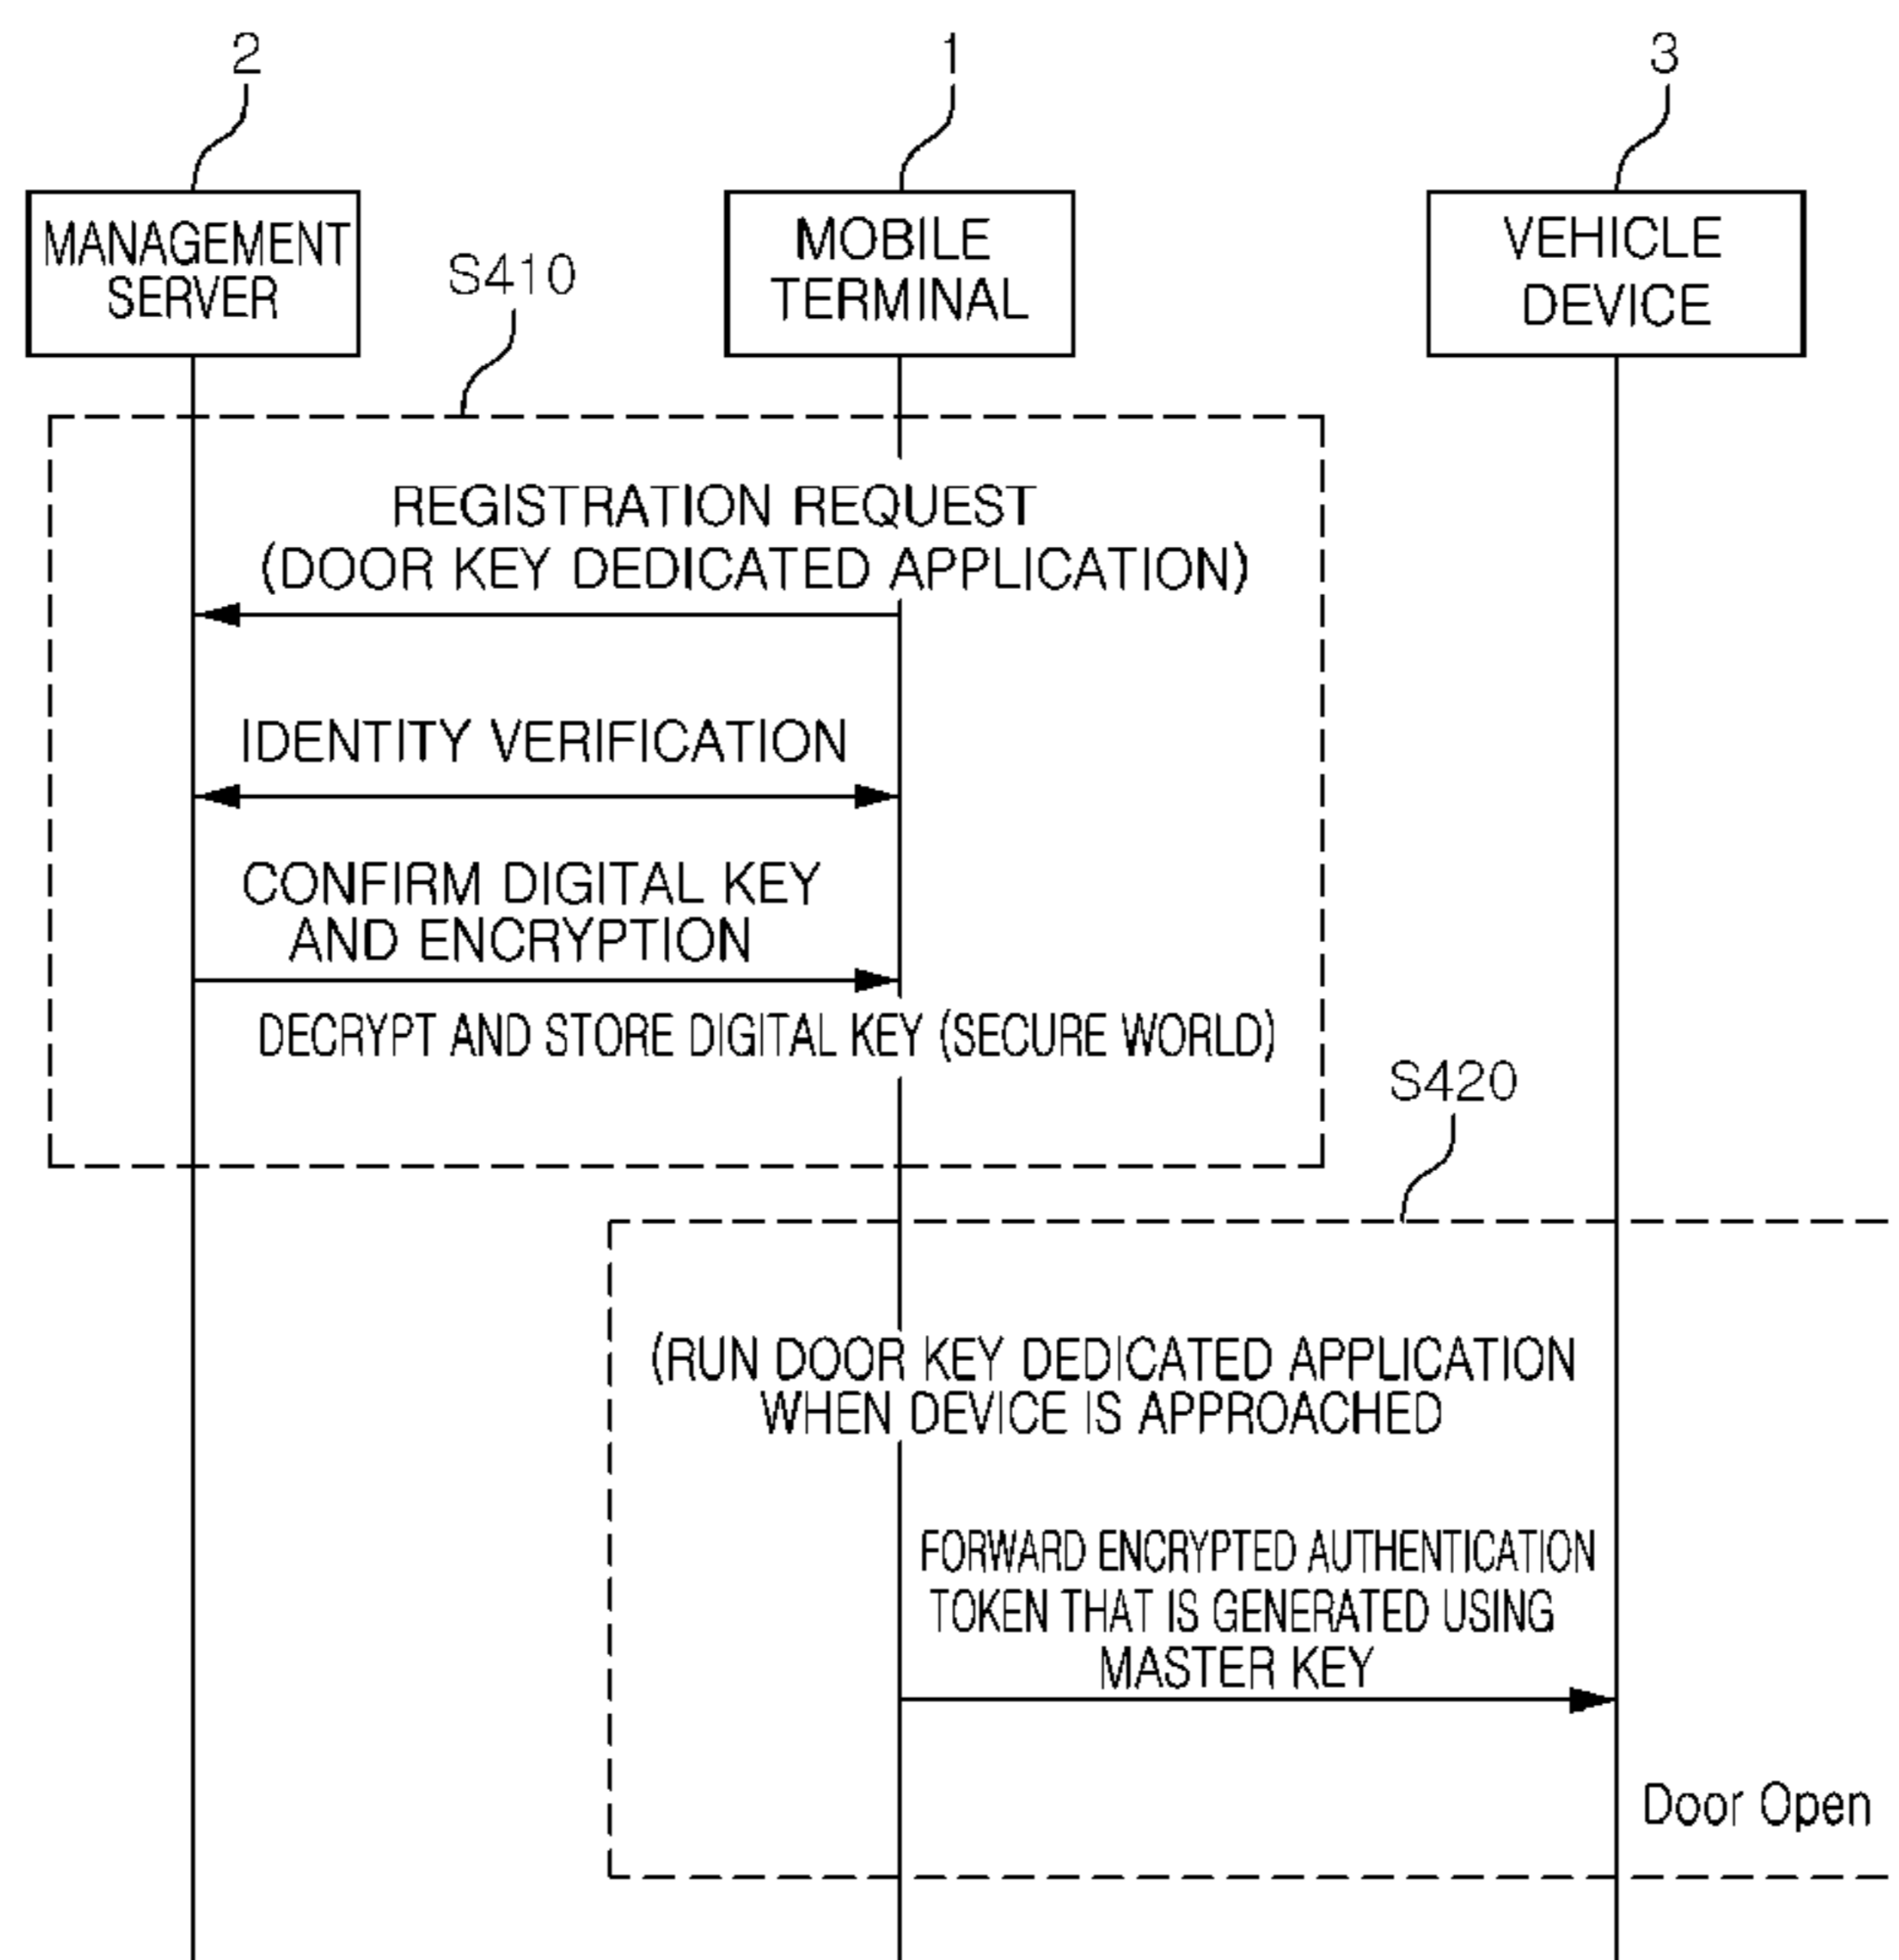 2
1
3
MANAGEMENT
SERVER
MOBILE
TERMINAL
VEHICLE
DEVICE
S410
REGISTRATION REQUEST
(DOOR KEY DEDICATED APPLICATION)
IDENTITY VERIFICATION
CONFIRM DIGITAL KEY
AND ENCRYPTION
DECRYPT AND STORE DIGITAL KEY (SECURE WORLD)
S420
(RUN DOOR KEY DEDICATED APPLICATION
WHEN DEVICE IS APPROACHED
FORWARD ENCRYPTED AUTHENTICATION
TOKEN THAT IS GENERATED USING
MASTER KEY
Door Open